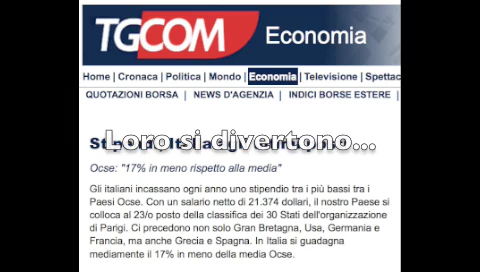 TGCOM Economia
Home | Cronaca | Politica | Mondo | Economia | Televisione | Spettac
QUOTAZIONI BORSA | NEWS D'AGENZIA | INDICI BORSE ESTERE |
Loro si divertono...
Ocse: "17% in meno rispetto alla media"
Gli italiani incassano ogni anno uno stipendio tra i più bassi tra i
Paesi Ocse. Con un salario netto di 21.374 dollari, il nostro Paese si
colloca al 23/o posto della classifica dei 30 Stati dell'organizzazione
di Parigi. Ci precedono non solo Gran Bretagna, Usa, Germania e
Francia, ma anche Grecia e Spagna. In Italia si guadagna
mediamente il 17% in meno della media Ocse.